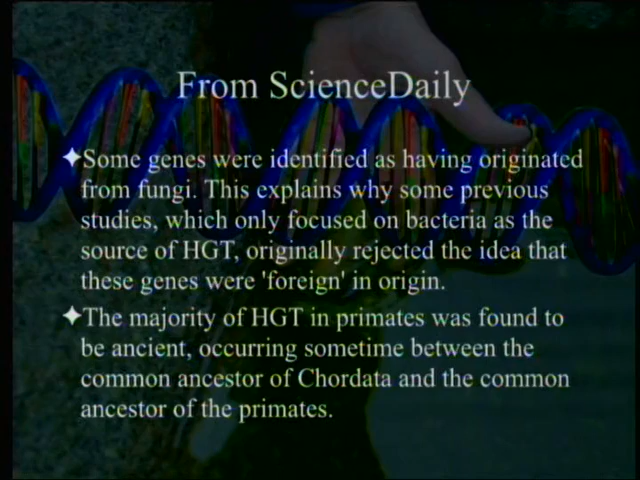 From ScienceDaily
✦Some genes were identified as having originated
from fungi. This explains why some previous
studies, which only focused on bacteria as the
source of HGT, originally rejected the idea that
these genes were 'foreign' in origin.
✦The majority of HGT in primates was found to
be ancient, occurring sometime between the
common ancestor of Chordata and the common
ancestor of the primates.